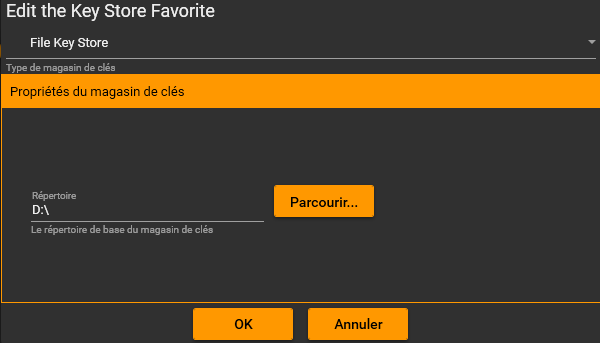 Edit the Key Store Favorite
File Key Store
Type de magasin de clés
Propriétés du magasin de clés
Répertoire
D:\
Parcourir...
Le répertoire de base du magasin de clés
OK
Annuler